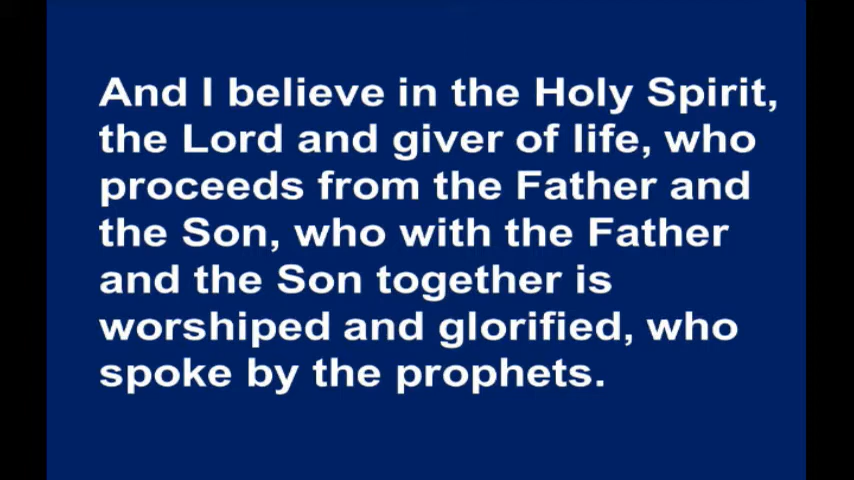 And I believe in the Holy Spirit,
the Lord and giver of life, who
proceeds from the Father and
the Son, who with the Father
and the Son together is
worshiped and glorified, who
spoke by the prophets.